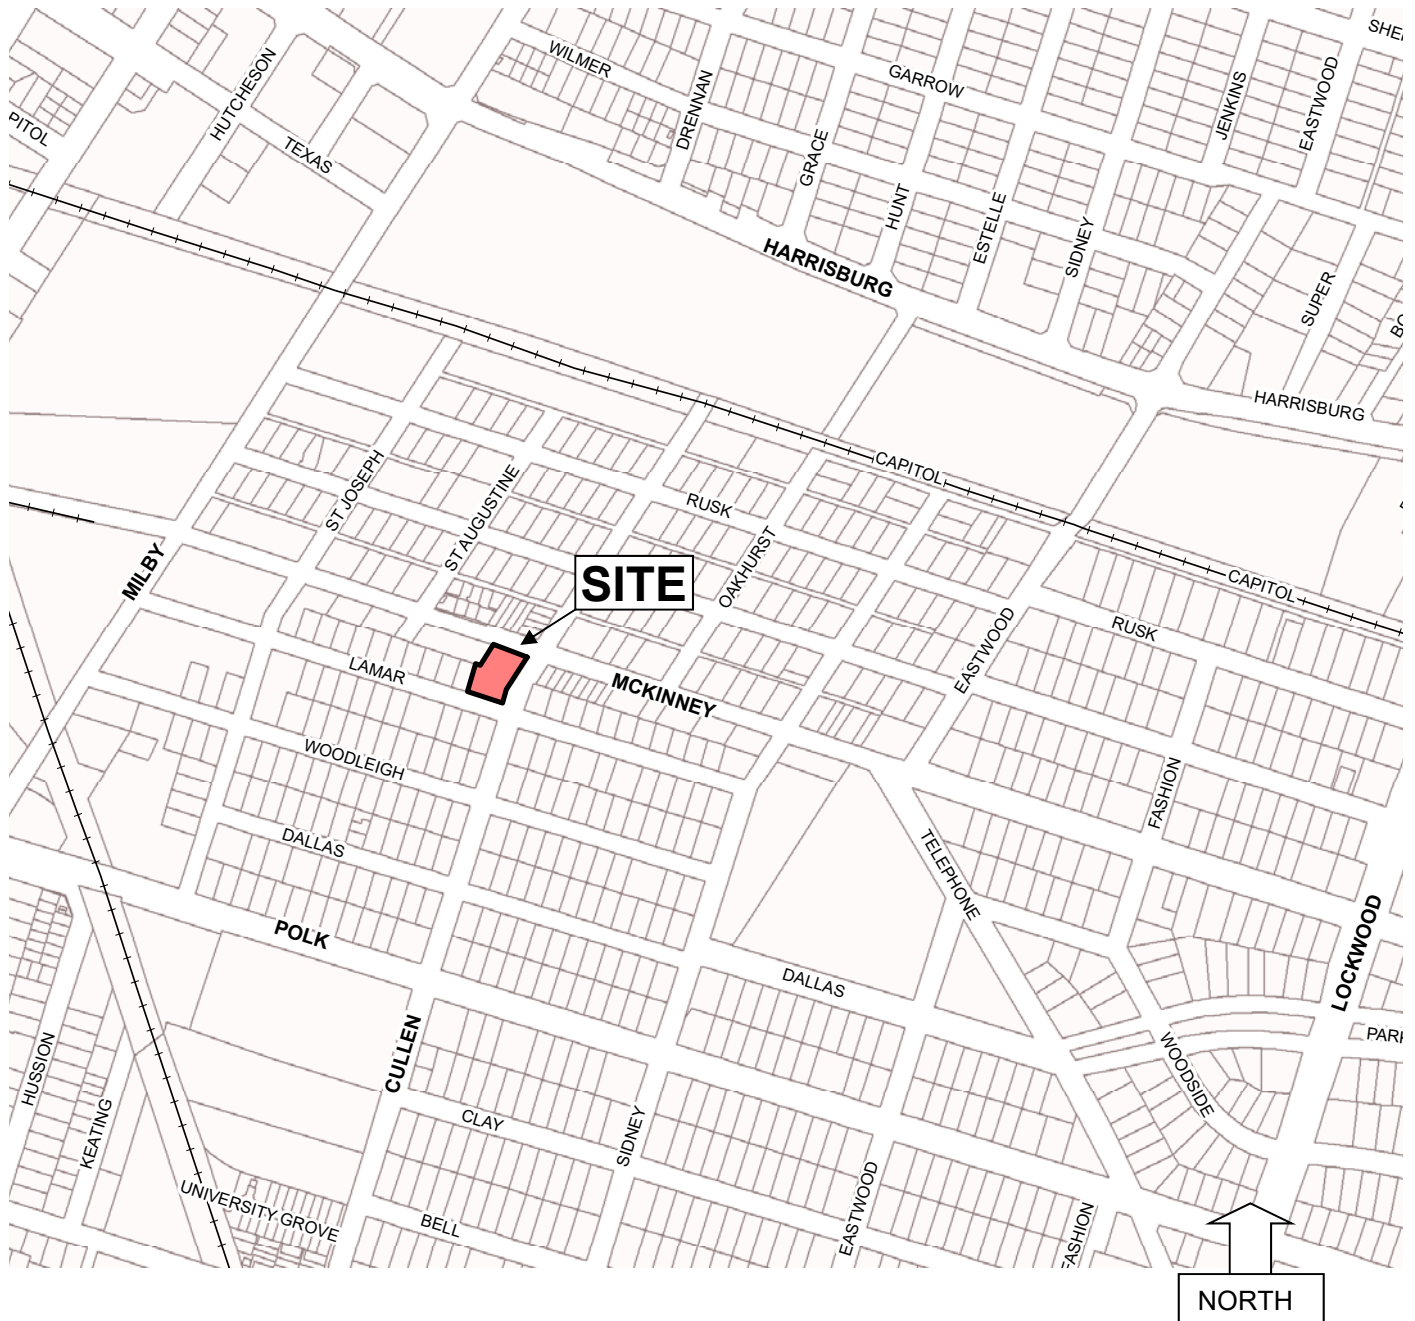 SHE
WILMER
HUTCHESON
GARROW
EASTWOOD
DRENNAN
JENKINS
PITOL
TEXAS
GRACE
HUNT
ESTELLE
SIDNEY
HARRISBURG
SUPER
BO
HARRISBURG
CAPITOL
ST JOSEPH
ST AUGUSTINE
RUSK
OAKHURST
MILBY
SITE
CAPITOL
RUSK
EASTWOOD
LAMAR
MCKINNEY
WOODLEIGH
FASHION
DALLAS
TELEPHONE
POLK
LOCKWOOD
DALLAS
CULLEN
PARK
HUSSION
WOODSIDE
KEATING
CLAY
SIDNEY
UNIVERSITY GROVE
BELL
EASTWOOD
FASHION
NORTH